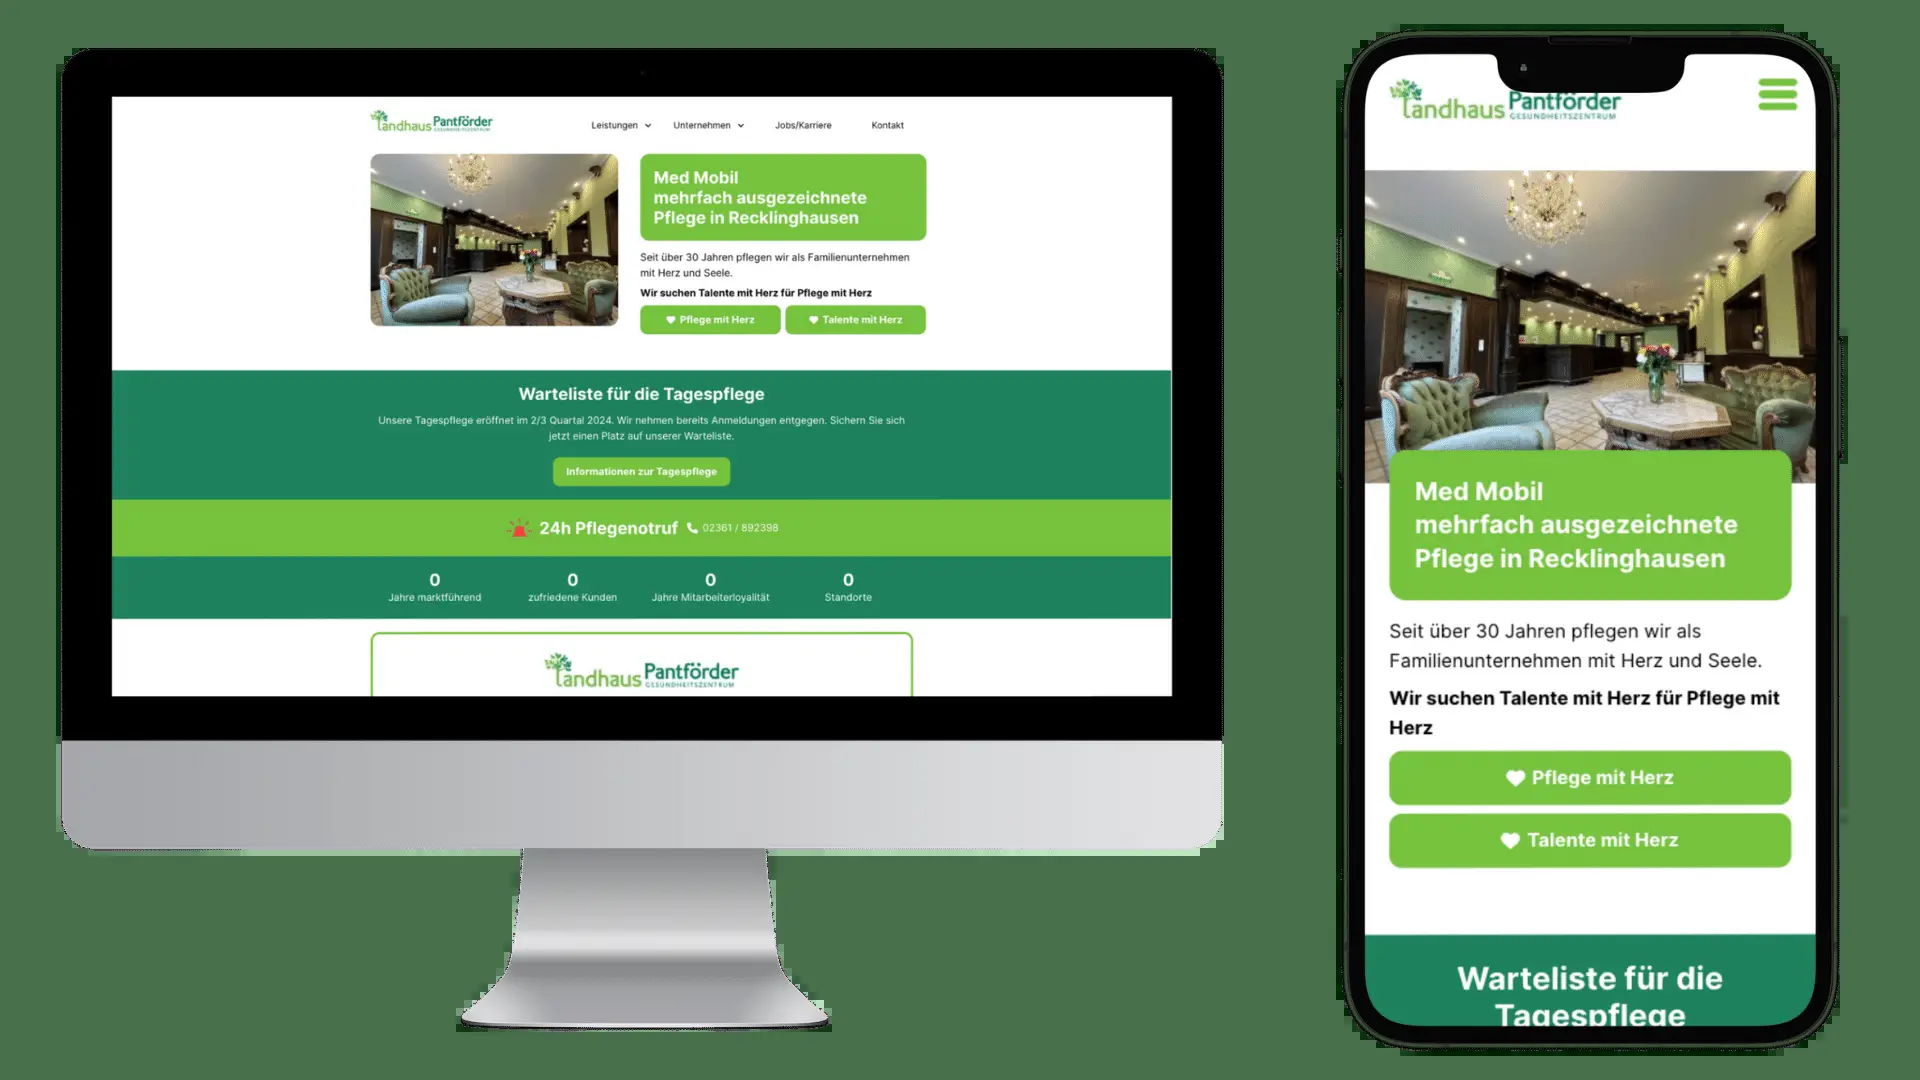 Landhaus Pantförder
GESUNDHEITSZENTRUM
Leistungen
Unternehmen
Jobs/Karriere
Kontakt
Med Mobil
mehrfach ausgezeichnete
Pflege in Recklinghausen
Seit über 30 Jahren pflegen wir als Familienunternehmen
mit Herz und Seele.
Wir suchen Talente mit Herz für Pflege mit Herz
Pflege mit Herz
Talente mit Herz
Warteliste für die Tagespflege
Unsere Tagespflege eröffnet im 2/3 Quartal 2024. Wir nehmen bereits Anmeldungen entgegen. Sichern Sie sich
jetzt einen Platz auf unserer Warteliste.
Informationen zur Tagespflege
24h Pflegenotruf 02361 / 892398
0
Jahre marktführend
0
zufriedene Kunden
0
Jahre Mitarbeiterloyalität
0
Standorte
Landhaus Pantförder
GESUNDHEITSZENTRUM
Landhaus Pantförder
GESUNDHEITSZENTRUM
Med Mobil
mehrfach ausgezeichnete
Pflege in Recklinghausen
Seit über 30 Jahren pflegen wir als
Familienunternehmen mit Herz und Seele.
Wir suchen Talente mit Herz für Pflege mit
Herz
Pflege mit Herz
Talente mit Herz
Warteliste für die
Tagespflege